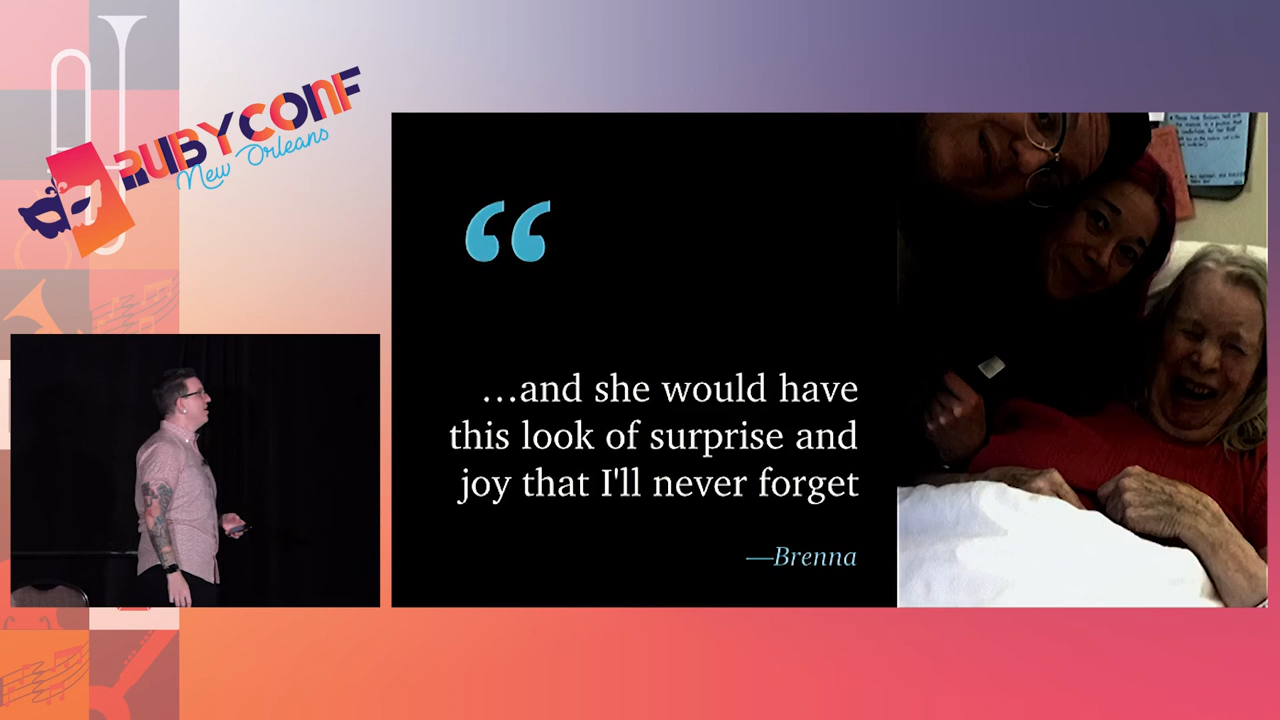 RUBYCONF
New Orleans
“
…and she would have
this look of surprise and
joy that I'll never forget
—Brenna